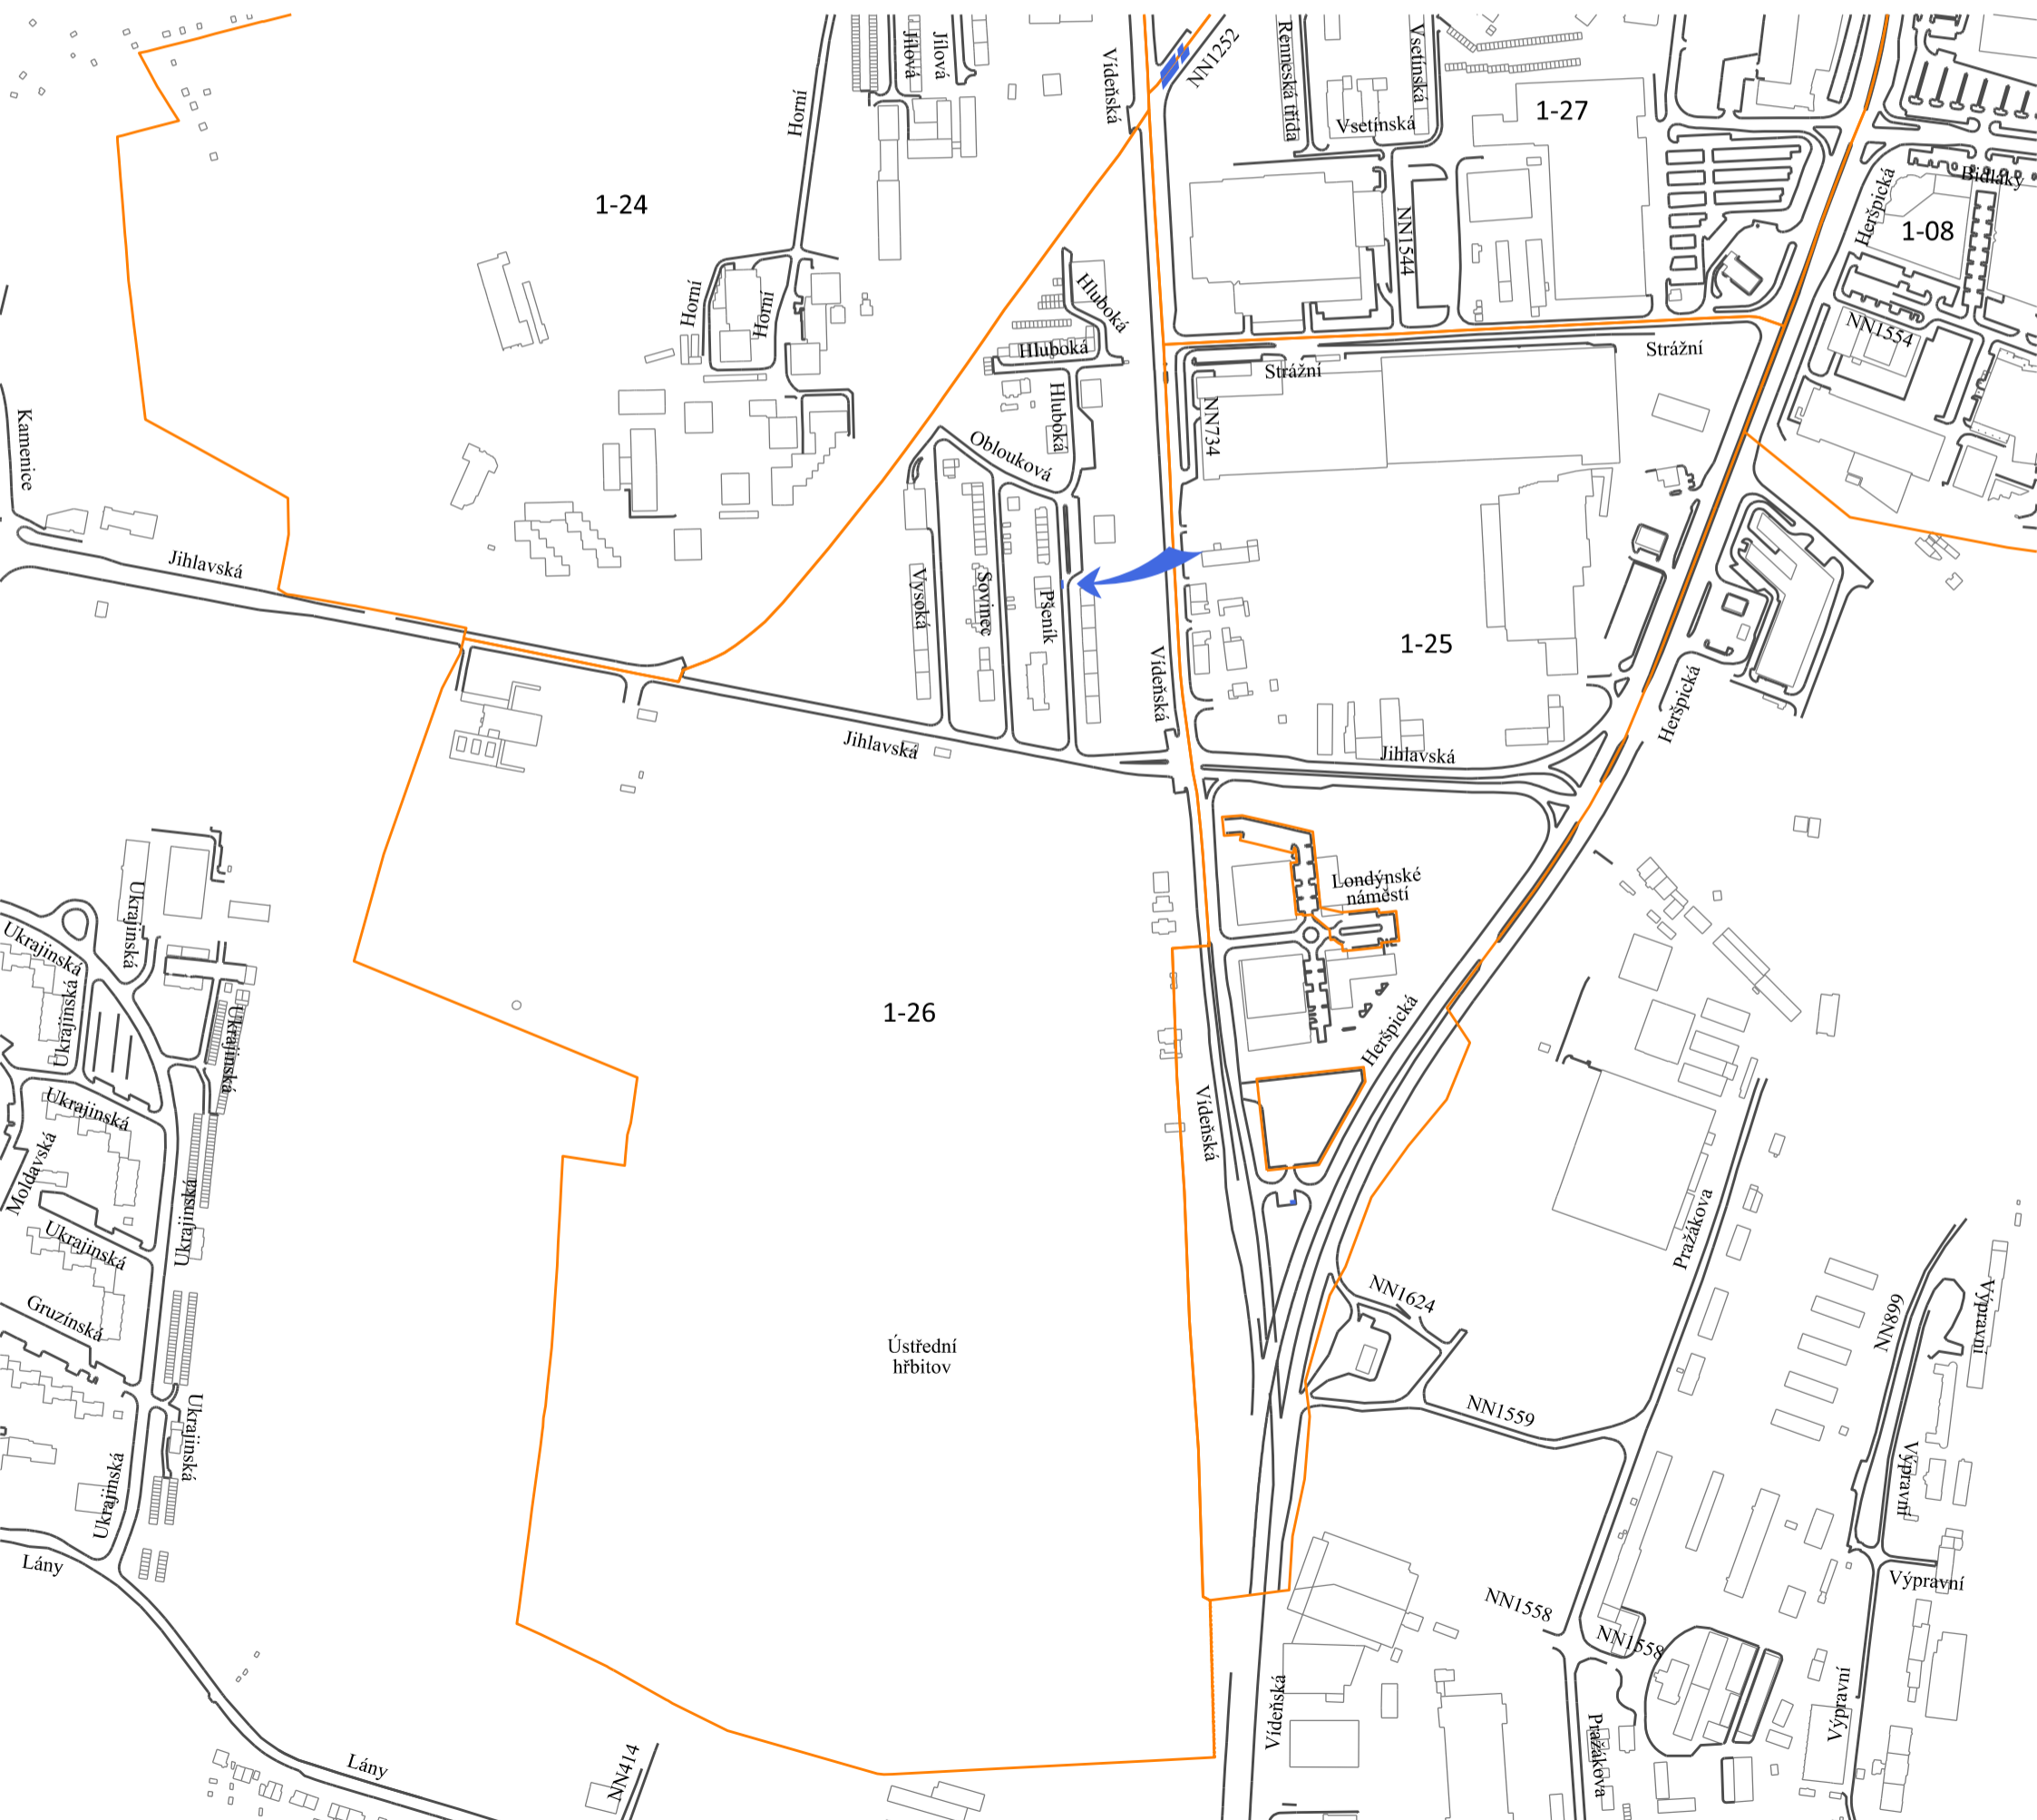 Jílová
Jílová
Vídeňská
NN1252
Renneská třída
Vsetínská
Vsetínská
1-27
Horní
1-24
Bidláky
Heršpická
1-08
NN1544
Horní
Horní
Hluboká
Hluboká
NN1554
Strážní
Strážní
Kamenice
Hluboká
NN734
Oblouková
Jihlavská
Vysoká
Sovinec
Pšeník
1-25
Vídeňská
Heršpická
Jihlavská
Jihlavská
Londýnské
náměstí
Ukrajinská
Ukrajinská
Ukrajinská
1-26
Heršpická
Ukrajinská
Ukrajinská
Vídeňská
Moldavská
Ukrajinská
Ukrajinská
Pražákova
Gruzínská
NN1624
NN899
Výpravní
Ústřední
hřbitov
NN1559
Ukrajinská
Ukrajinská
Výpravní
Lány
Výpravní
NN1558
NN1558
Vídeňská
Výpravní
Pražákova
Lány
NN414